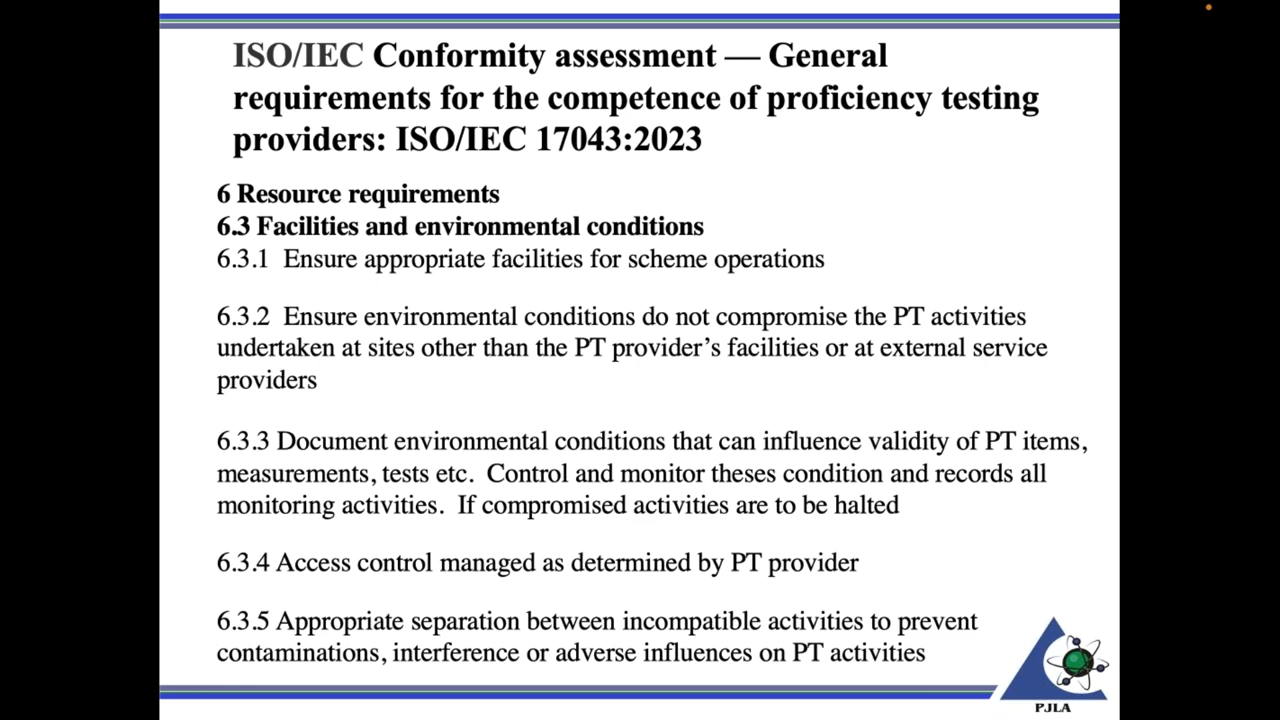 ISO/IEC Conformity assessment — General
requirements for the competence of proficiency testing
providers: ISO/IEC 17043:2023
6 Resource requirements
6.3 Facilities and environmental conditions
6.3.1 Ensure appropriate facilities for scheme operations
6.3.2 Ensure environmental conditions do not compromise the PT activities
undertaken at sites other than the PT provider’s facilities or at external service
providers
6.3.3 Document environmental conditions that can influence validity of PT items,
measurements, tests etc. Control and monitor theses condition and records all
monitoring activities. If compromised activities are to be halted
6.3.4 Access control managed as determined by PT provider
6.3.5 Appropriate separation between incompatible activities to prevent
contaminations, interference or adverse influences on PT activities
PJLA